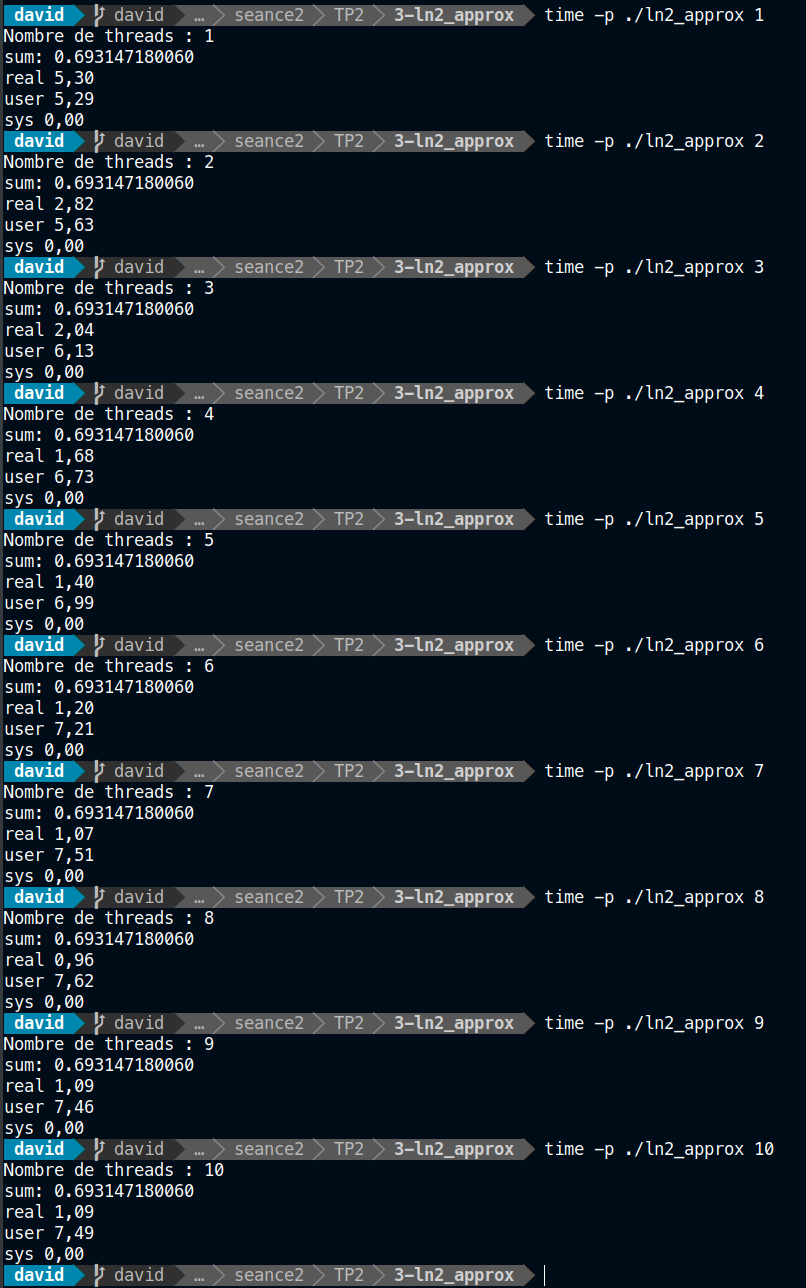 david david … seance2 TP2 3-ln2_approx time -p ./ln2_approx 1
Nombre de threads : 1
sum: 0.693147180060
real 5,30
user 5,29
sys 0,00
david david … seance2 TP2 3-ln2_approx time -p ./ln2_approx 2
Nombre de threads : 2
sum: 0.693147180060
real 2,82
user 5,63
sys 0,00
david david … seance2 TP2 3-ln2_approx time -p ./ln2_approx 3
Nombre de threads : 3
sum: 0.693147180060
real 2,04
user 6,13
sys 0,00
david david … seance2 TP2 3-ln2_approx time -p ./ln2_approx 4
Nombre de threads : 4
sum: 0.693147180060
real 1,68
user 6,73
sys 0,00
david david … seance2 TP2 3-ln2_approx time -p ./ln2_approx 5
Nombre de threads : 5
sum: 0.693147180060
real 1,40
user 6,99
sys 0,00
david david … seance2 TP2 3-ln2_approx time -p ./ln2_approx 6
Nombre de threads : 6
sum: 0.693147180060
real 1,20
user 7,21
sys 0,00
david david … seance2 TP2 3-ln2_approx time -p ./ln2_approx 7
Nombre de threads : 7
sum: 0.693147180060
real 1,07
user 7,51
sys 0,00
david david … seance2 TP2 3-ln2_approx time -p ./ln2_approx 8
Nombre de threads : 8
sum: 0.693147180060
real 0,96
user 7,62
sys 0,00
david david … seance2 TP2 3-ln2_approx time -p ./ln2_approx 9
Nombre de threads : 9
sum: 0.693147180060
real 1,09
user 7,46
sys 0,00
david david … seance2 TP2 3-ln2_approx time -p ./ln2_approx 10
Nombre de threads : 10
sum: 0.693147180060
real 1,09
user 7,49
sys 0,00
david david … seance2 TP2 3-ln2_approx